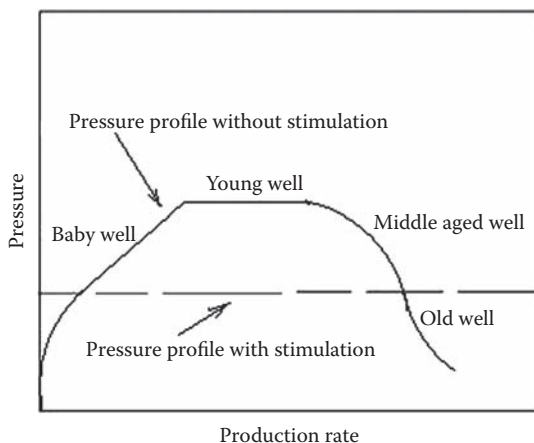 Pressure profile without stimulation
Young well
Baby well
Middle aged well
Old well
Pressure profile with stimulation
Pressure
Production rate